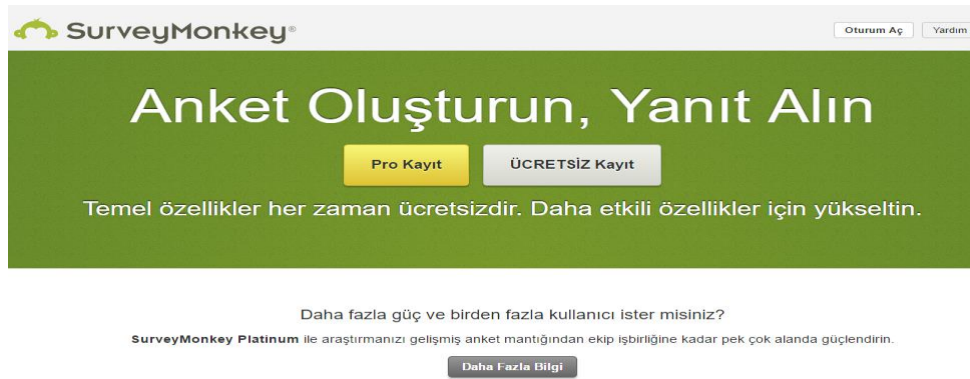 SurveyMonkey®
Oturum Aç Yardım
Anket Oluşturun, Yanıt Alın
Pro Kayıt ÜCRETSİZ Kayıt
Temel özellikler her zaman ücretsizdir. Daha etkili özellikler için yükseltin.
Daha fazla güç ve birden fazla kullanıcı ister misiniz?
SurveyMonkey Platinum ile araştırmanızı gelişmiş anket mantığından ekip işbirliğine kadar pek çok alanda güçlendirin.
Daha Fazla Bilgi